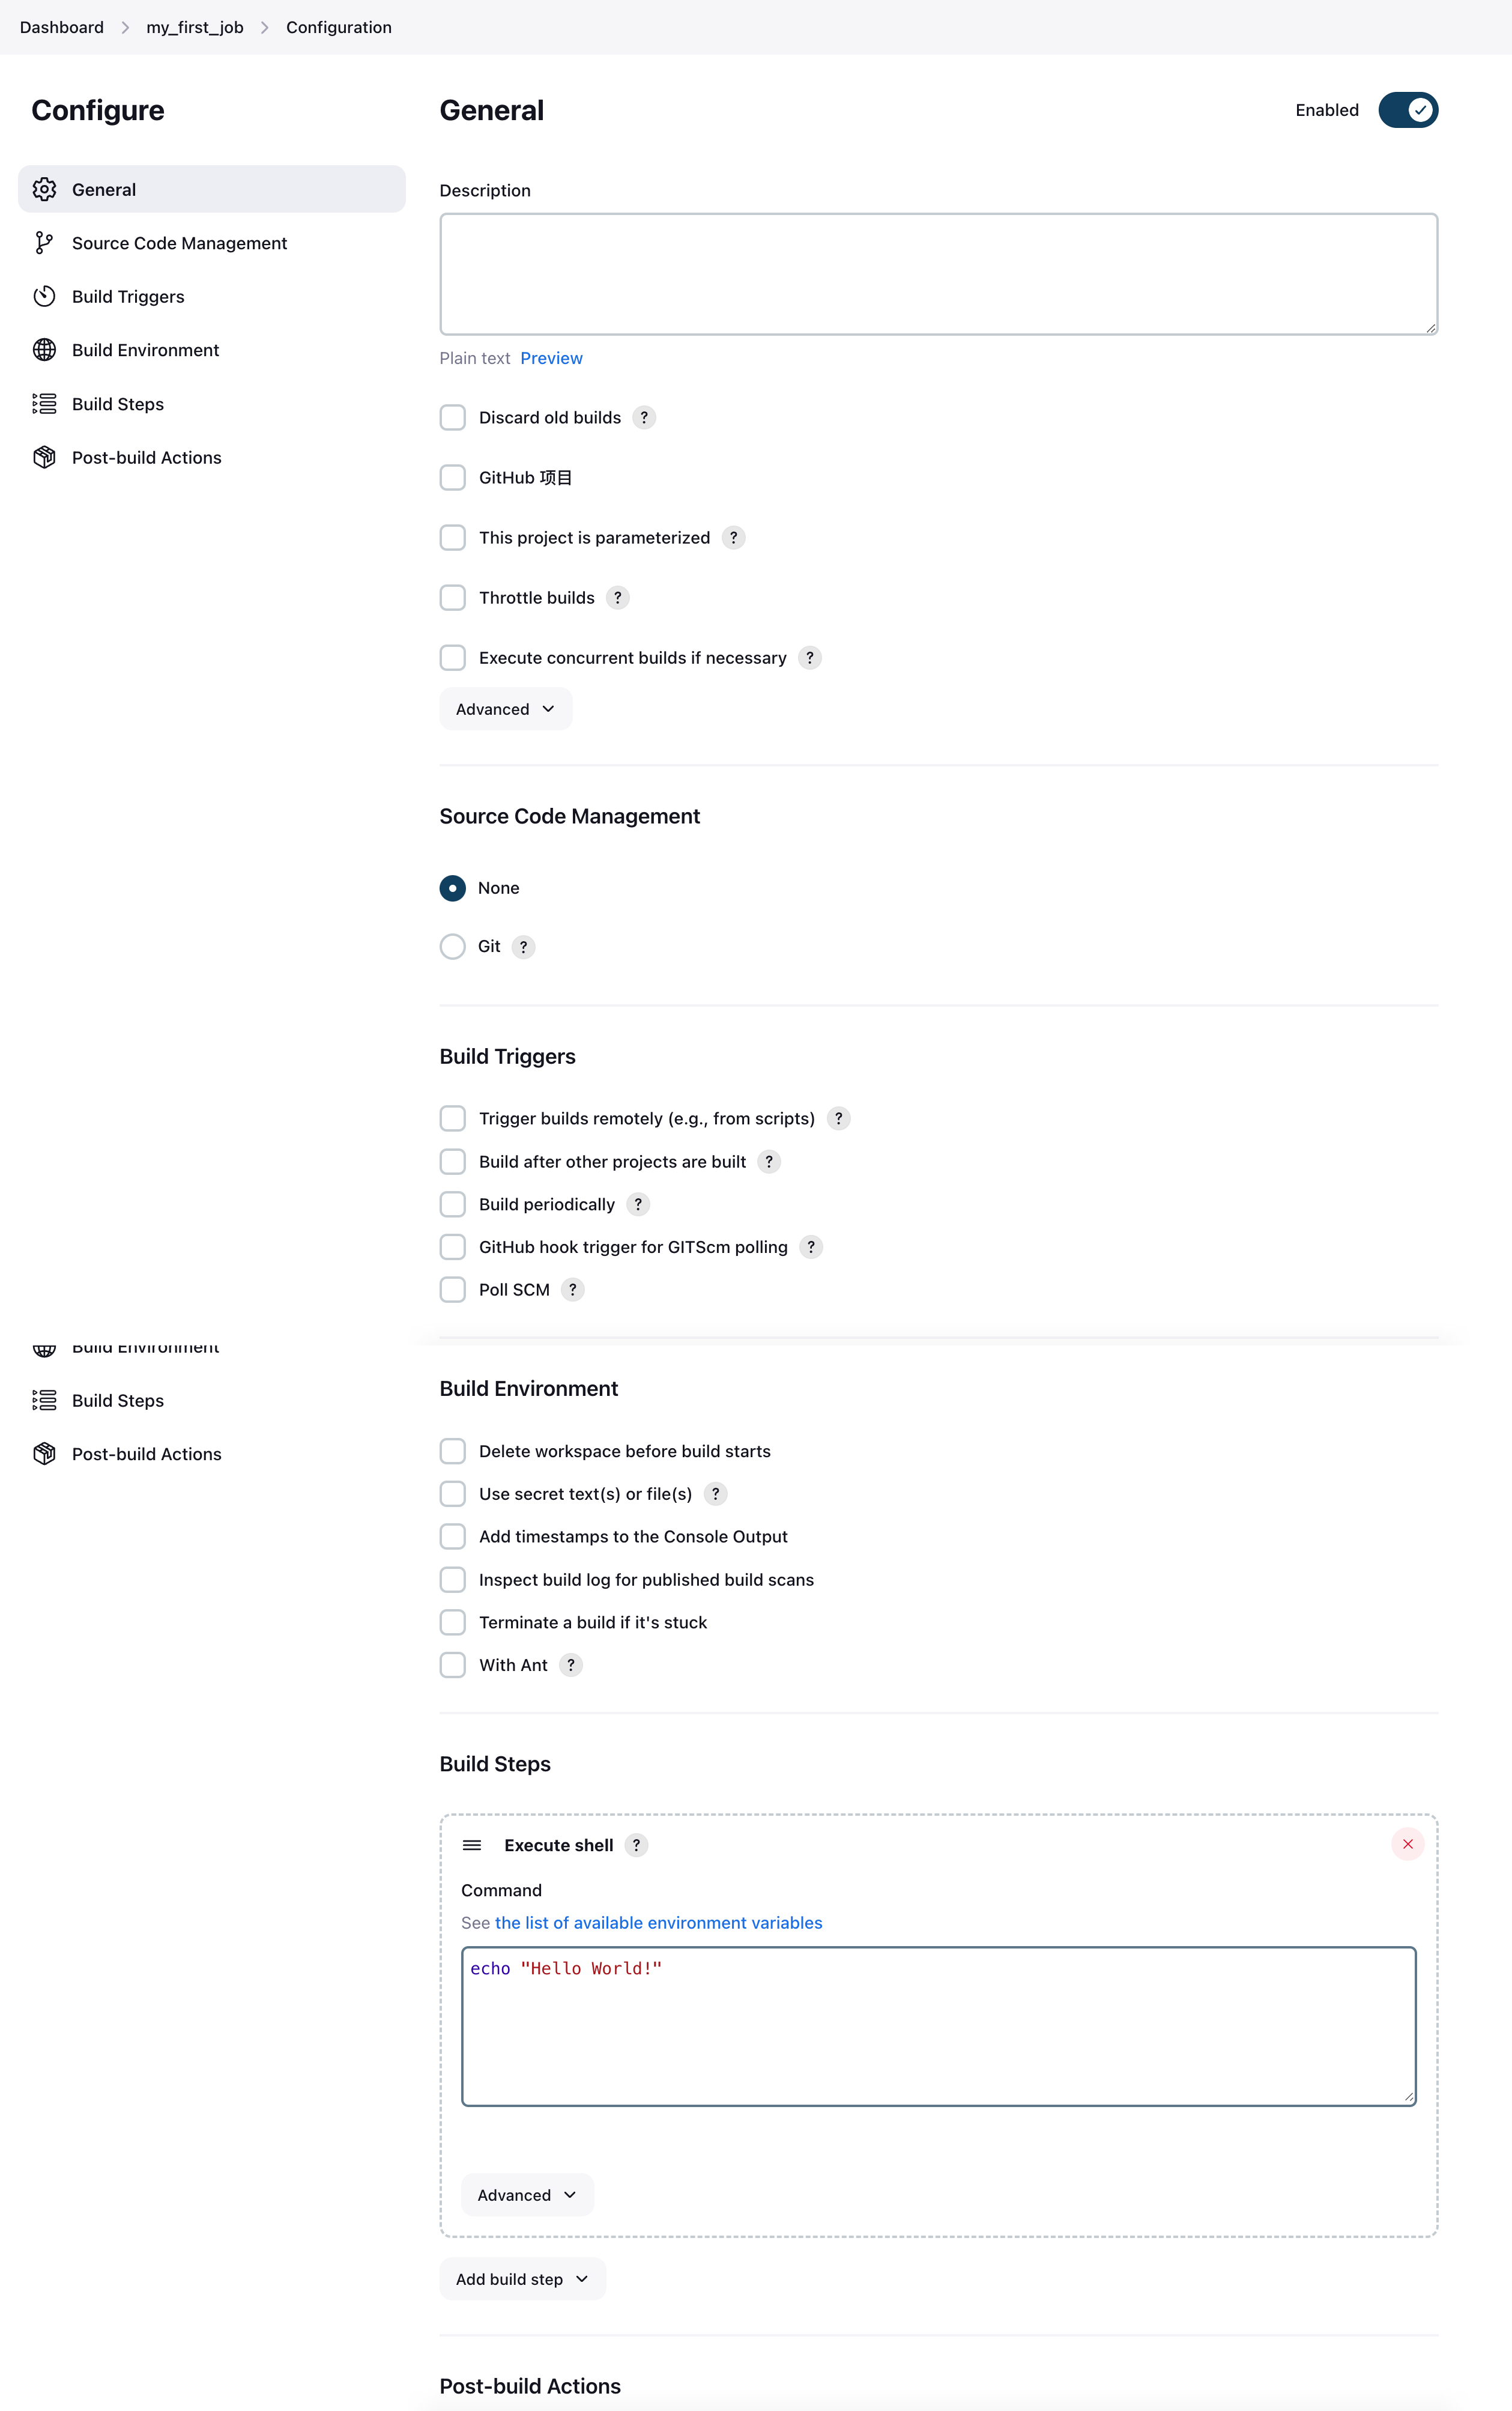 Dashboard > my_first_job > Configuration
Configure
General
Source Code Management
Build Triggers
Build Environment
Build Steps
Post-build Actions
General
Enabled
Description
Plain text Preview
Discard old builds ?
GitHub 项目
This project is parameterized ?
Throttle builds ?
Execute concurrent builds if necessary ?
Advanced
Source Code Management
None
Git ?
Build Triggers
Trigger builds remotely (e.g., from scripts) ?
Build after other projects are built ?
Build periodically ?
GitHub hook trigger for GITScm polling ?
Poll SCM ?
Build Environment
Build Steps
Post-build Actions
Build Environment
Delete workspace before build starts
Use secret text(s) or file(s) ?
Add timestamps to the Console Output
Inspect build log for published build scans
Terminate a build if it's stuck
With Ant ?
Build Steps
Execute shell ?
Command
See the list of available environment variables
echo "Hello World!"
Advanced
Add build step
Post-build Actions